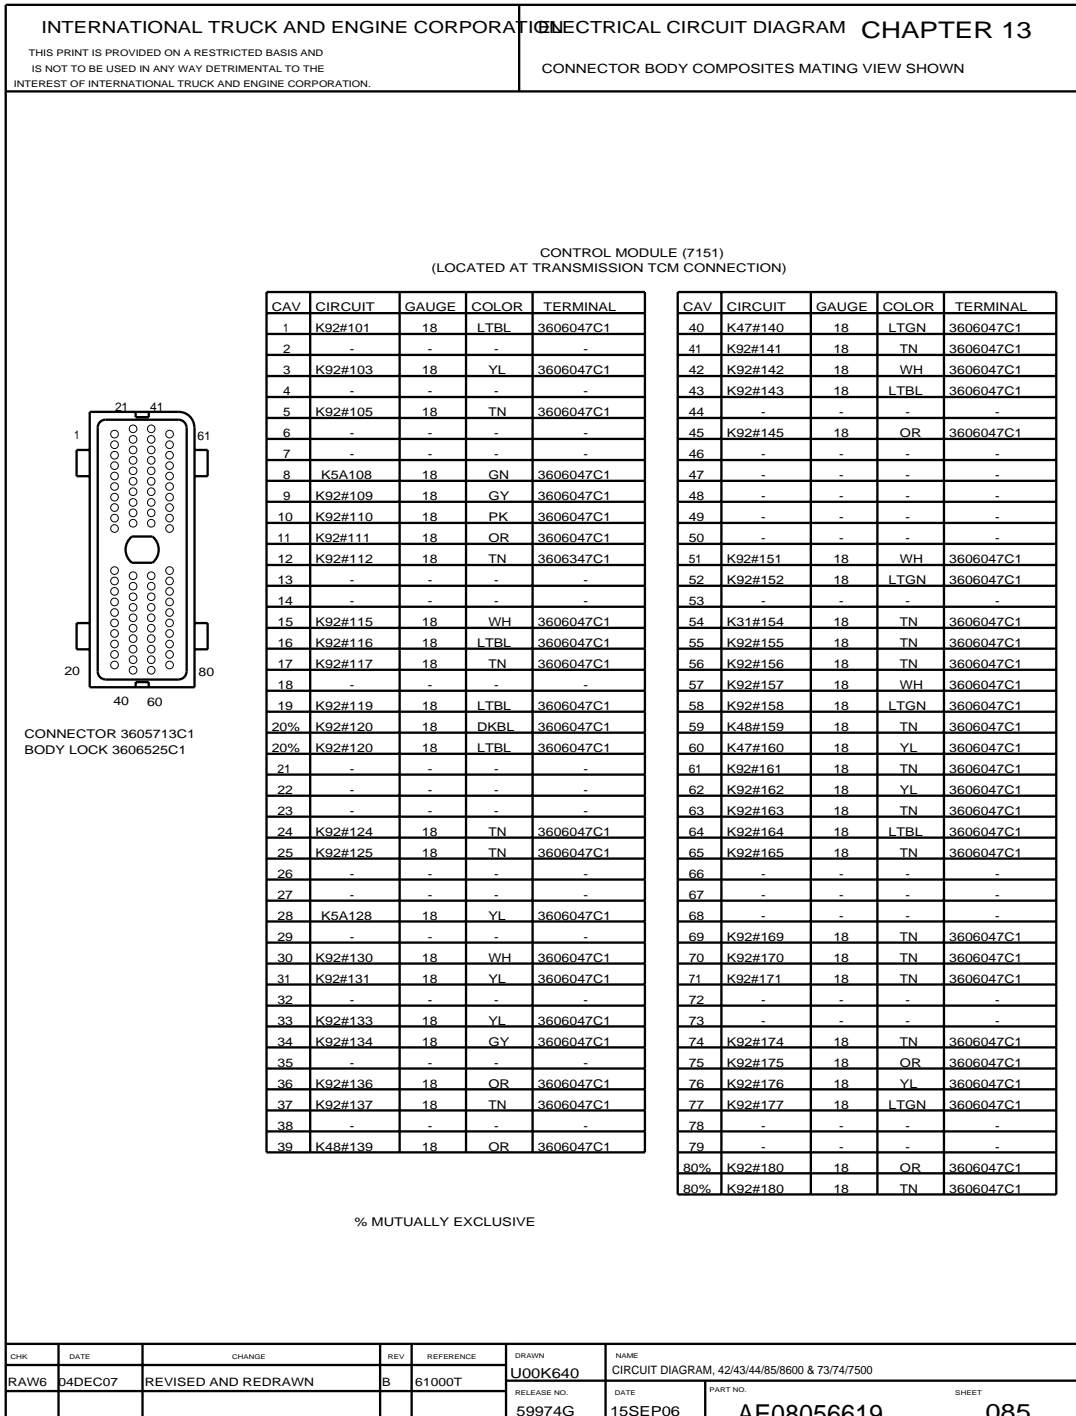 INTERNATIONAL TRUCK AND ENGINE CORPORATION
THIS PRINT IS PROVIDED ON A RESTRICTED BASIS AND
IS NOT TO BE USED IN ANY WAY DETRIMENTAL TO THE
INTEREST OF INTERNATIONAL TRUCK AND ENGINE CORPORATION.
ELECTRICAL CIRCUIT DIAGRAM CHAPTER 13
CONNECTOR BODY COMPOSITES MATING VIEW SHOWN
CONTROL MODULE (7151)
(LOCATED AT TRANSMISSION TCM CONNECTION)
21 41
1 61
20 80
40 60
CONNECTOR 3605713C1
BODY LOCK 3606525C1
CAV CIRCUIT GAUGE COLOR TERMINAL
1 K92#101 18 LTBL 3606047C1
2 - - - -
3 K92#103 18 YL 3606047C1
4 - - - -
5 K92#105 18 TN 3606047C1
6 - - - -
7 - - - -
8 K5A108 18 GN 3606047C1
9 K92#109 18 GY 3606047C1
10 K92#110 18 PK 3606047C1
11 K92#111 18 OR 3606047C1
12 K92#112 18 TN 3606347C1
13 - - - -
14 - - - -
15 K92#115 18 WH 3606047C1
16 K92#116 18 LTBL 3606047C1
17 K92#117 18 TN 3606047C1
18 - - - -
19 K92#119 18 LTBL 3606047C1
20% K92#120 18 DKBL 3606047C1
20% K92#120 18 LTBL 3606047C1
21 - - - -
22 - - - -
23 - - - -
24 K92#124 18 TN 3606047C1
25 K92#125 18 TN 3606047C1
26 - - - -
27 - - - -
28 K5A128 18 YL 3606047C1
29 - - - -
30 K92#130 18 WH 3606047C1
31 K92#131 18 YL 3606047C1
32 - - - -
33 K92#133 18 YL 3606047C1
34 K92#134 18 GY 3606047C1
35 - - - -
36 K92#136 18 OR 3606047C1
37 K92#137 18 TN 3606047C1
38 - - - -
39 K48#139 18 OR 3606047C1
CAV CIRCUIT GAUGE COLOR TERMINAL
40 K47#140 18 LTGN 3606047C1
41 K92#141 18 TN 3606047C1
42 K92#142 18 WH 3606047C1
43 K92#143 18 LTBL 3606047C1
44 - - - -
45 K92#145 18 OR 3606047C1
46 - - - -
47 - - - -
48 - - - -
49 - - - -
50 - - - -
51 K92#151 18 WH 3606047C1
52 K92#152 18 LTGN 3606047C1
53 - - - -
54 K31#154 18 TN 3606047C1
55 K92#155 18 TN 3606047C1
56 K92#156 18 TN 3606047C1
57 K92#157 18 WH 3606047C1
58 K92#158 18 LTGN 3606047C1
59 K48#159 18 TN 3606047C1
60 K47#160 18 YL 3606047C1
61 K92#161 18 TN 3606047C1
62 K92#162 18 YL 3606047C1
63 K92#163 18 TN 3606047C1
64 K92#164 18 LTBL 3606047C1
65 K92#165 18 TN 3606047C1
66 - - - -
67 - - - -
68 - - - -
69 K92#169 18 TN 3606047C1
70 K92#170 18 TN 3606047C1
71 K92#171 18 TN 3606047C1
72 - - - -
73 - - - -
74 K92#174 18 TN 3606047C1
75 K92#175 18 OR 3606047C1
76 K92#176 18 YL 3606047C1
77 K92#177 18 LTGN 3606047C1
78 - - - -
79 - - - -
80% K92#180 18 OR 3606047C1
80% K92#180 18 TN 3606047C1
% MUTUALLY EXCLUSIVE
CHK DATE CHANGE REV REFERENCE
RAW6 04DEC07 REVISED AND REDRAWN B 61000T
DRAWN NAME
U00K640 CIRCUIT DIAGRAM, 42/43/44/85/8600 & 73/74/7500
RELEASE NO. DATE PART NO. SHEET
59974G 15SEP06 AE08056619 085